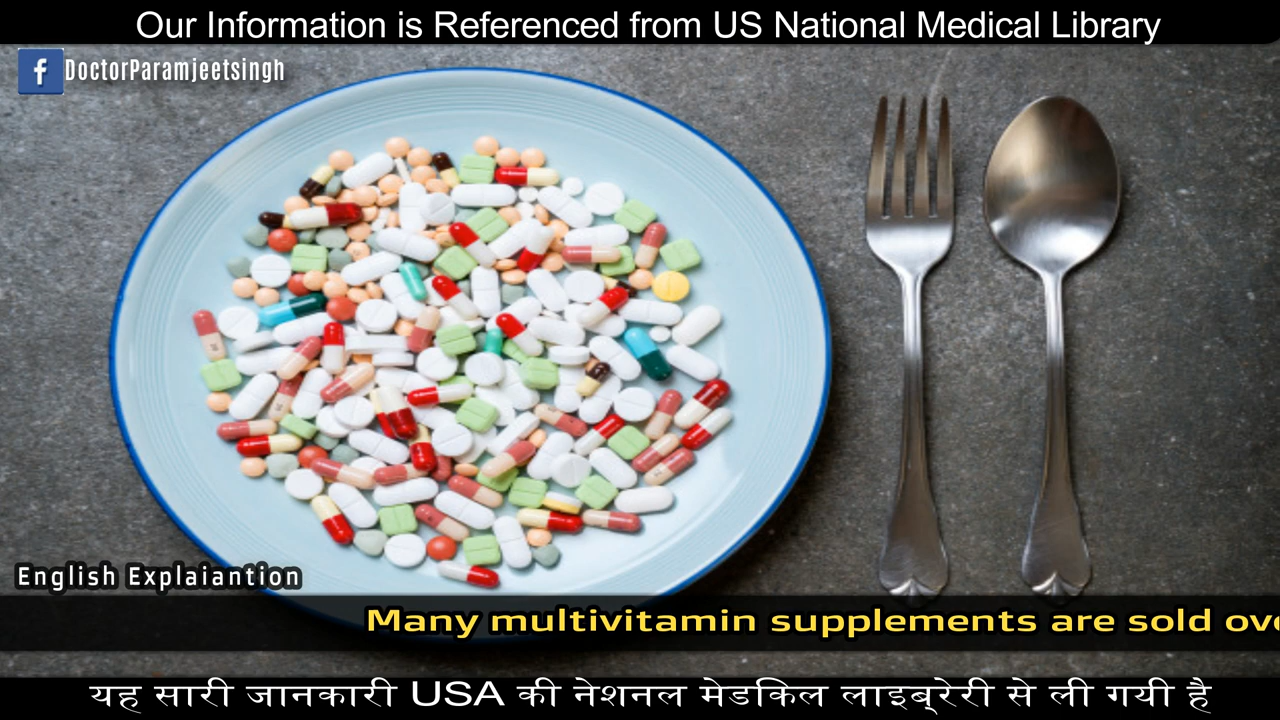 Our Information is Referenced from US National Medical Library
f DoctorParamjeetsingh
English Explaiantion
Many multivitamin supplements are sold
यह सारी जानकारी USA की नेशनल मेडकिल लाइब्रेरी से ली गयी है